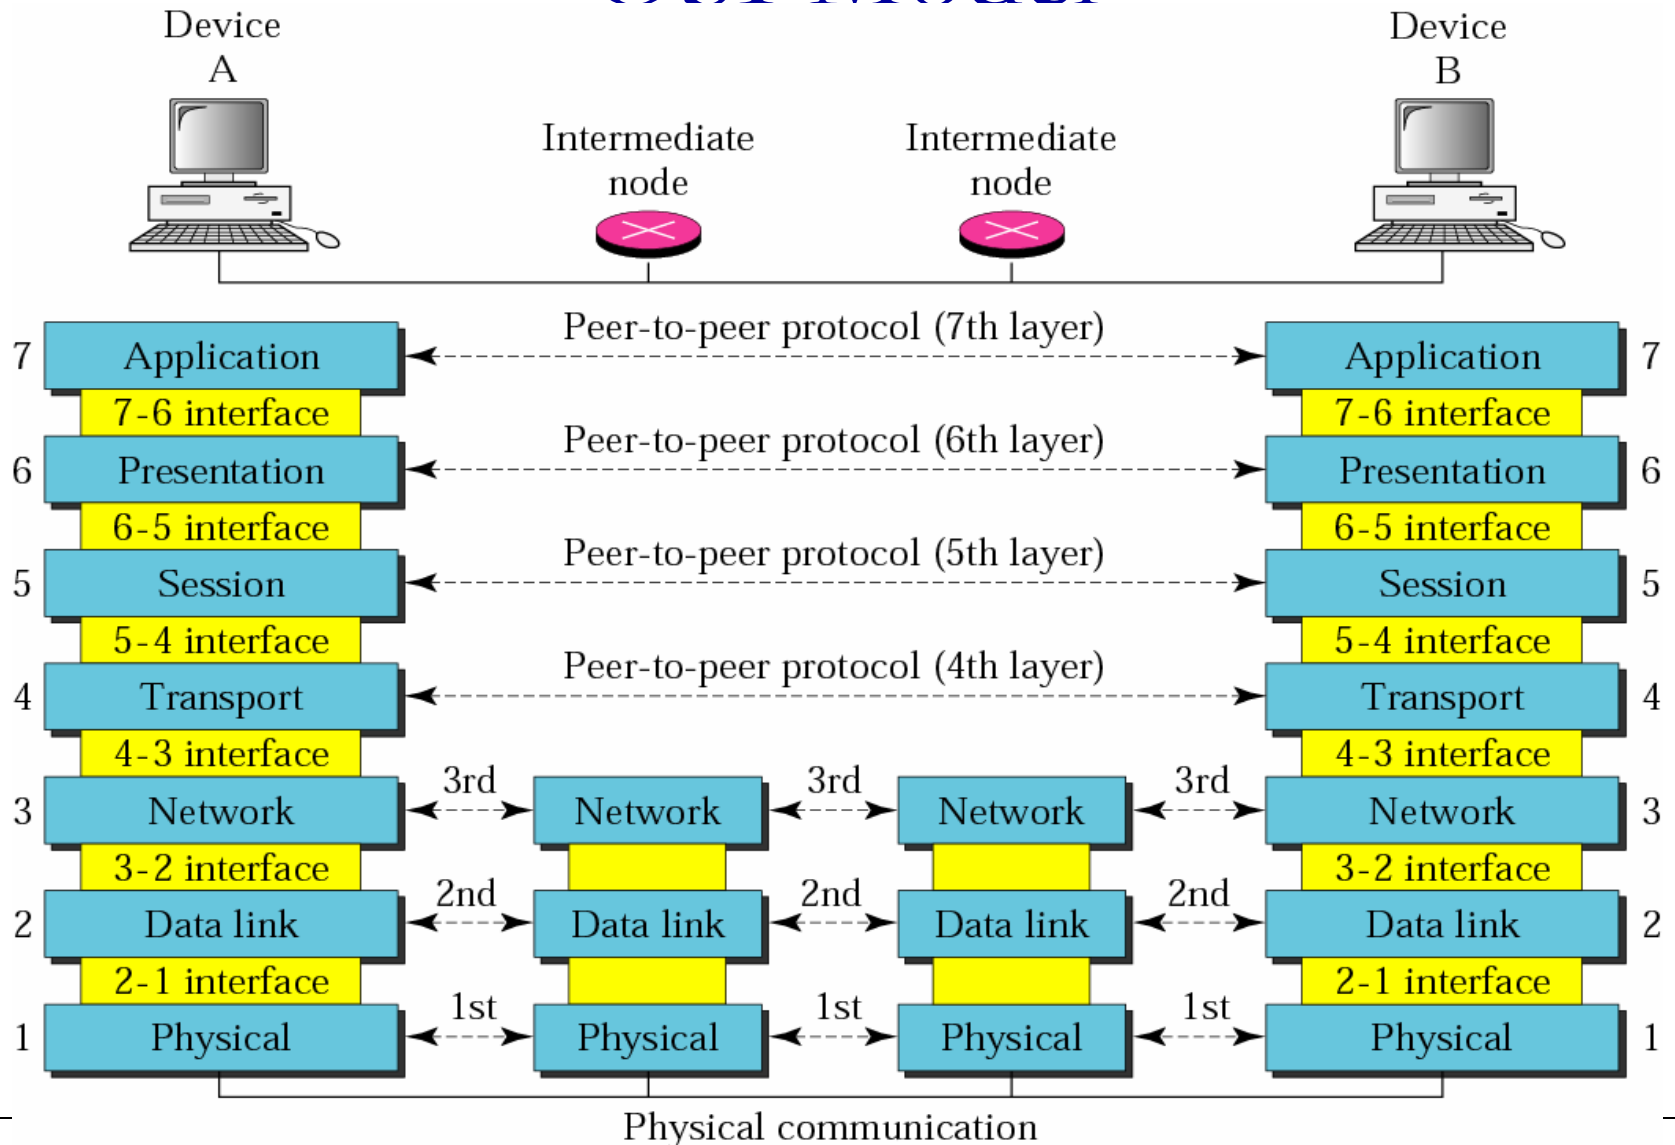 Device
A
Device
B
Intermediate
node
Intermediate
node
Peer-to-peer protocol (7th layer)
7 Application Application 7
7-6 interface 7-6 interface
Peer-to-peer protocol (6th layer)
6 Presentation Presentation 6
6-5 interface 6-5 interface
Peer-to-peer protocol (5th layer)
5 Session Session 5
5-4 interface 5-4 interface
Peer-to-peer protocol (4th layer)
4 Transport Transport 4
4-3 interface 4-3 interface
3rd 3rd 3rd
3 Network Network Network Network 3
3-2 interface 3-2 interface
2nd 2nd 2nd
2 Data link Data link Data link Data link 2
2-1 interface 2-1 interface
1st 1st 1st
1 Physical Physical Physical Physical 1
Physical communication